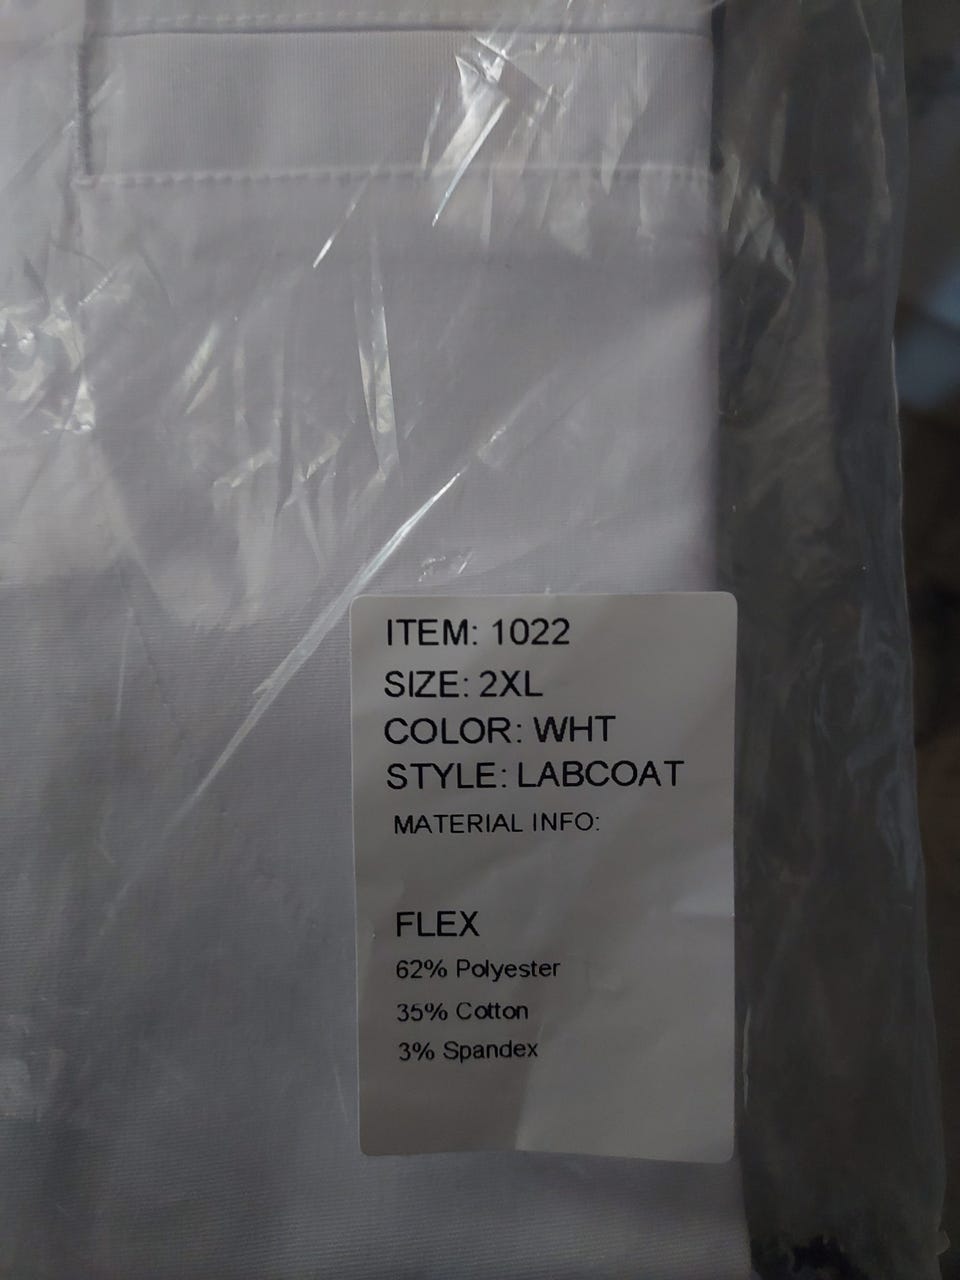 ITEM: 1022
SIZE: 2XL
COLOR: WHT
STYLE: LABCOAT
MATERIAL INFO:
FLEX
62% Polyester
35% Cotton
3% Spandex